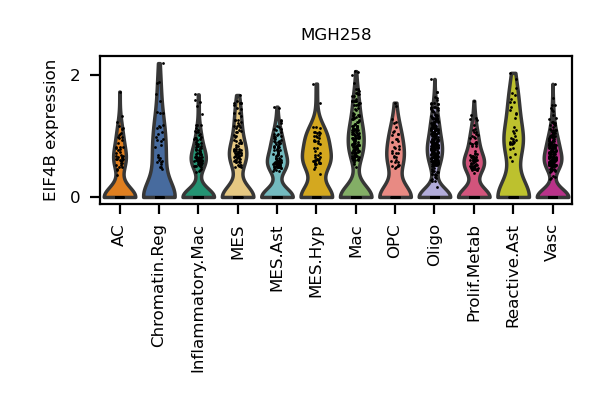 MGH258
EIF4B expression
2
0
AC
Chromatin.Reg
Inflammatory.Mac
MES
MES.Ast
MES.Hyp
Mac
OPC
Oligo
Prolif.Metab
Reactive.Ast
Vasc